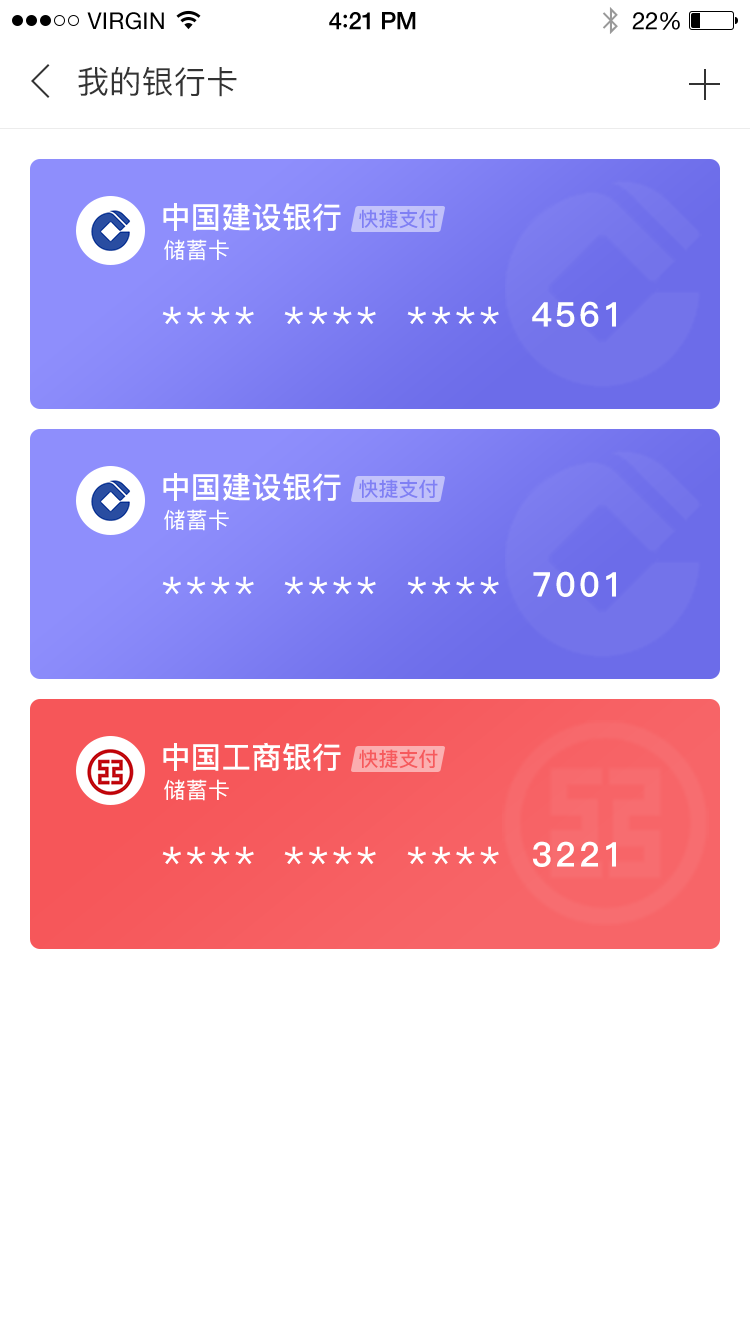 VIRGIN 4:21 PM 22%
我的银行卡
中国建设银行 快捷支付
储蓄卡
**** **** **** 4561
中国建设银行 快捷支付
储蓄卡
**** **** **** 7001
中国工商银行 快捷支付
储蓄卡
**** **** **** 3221